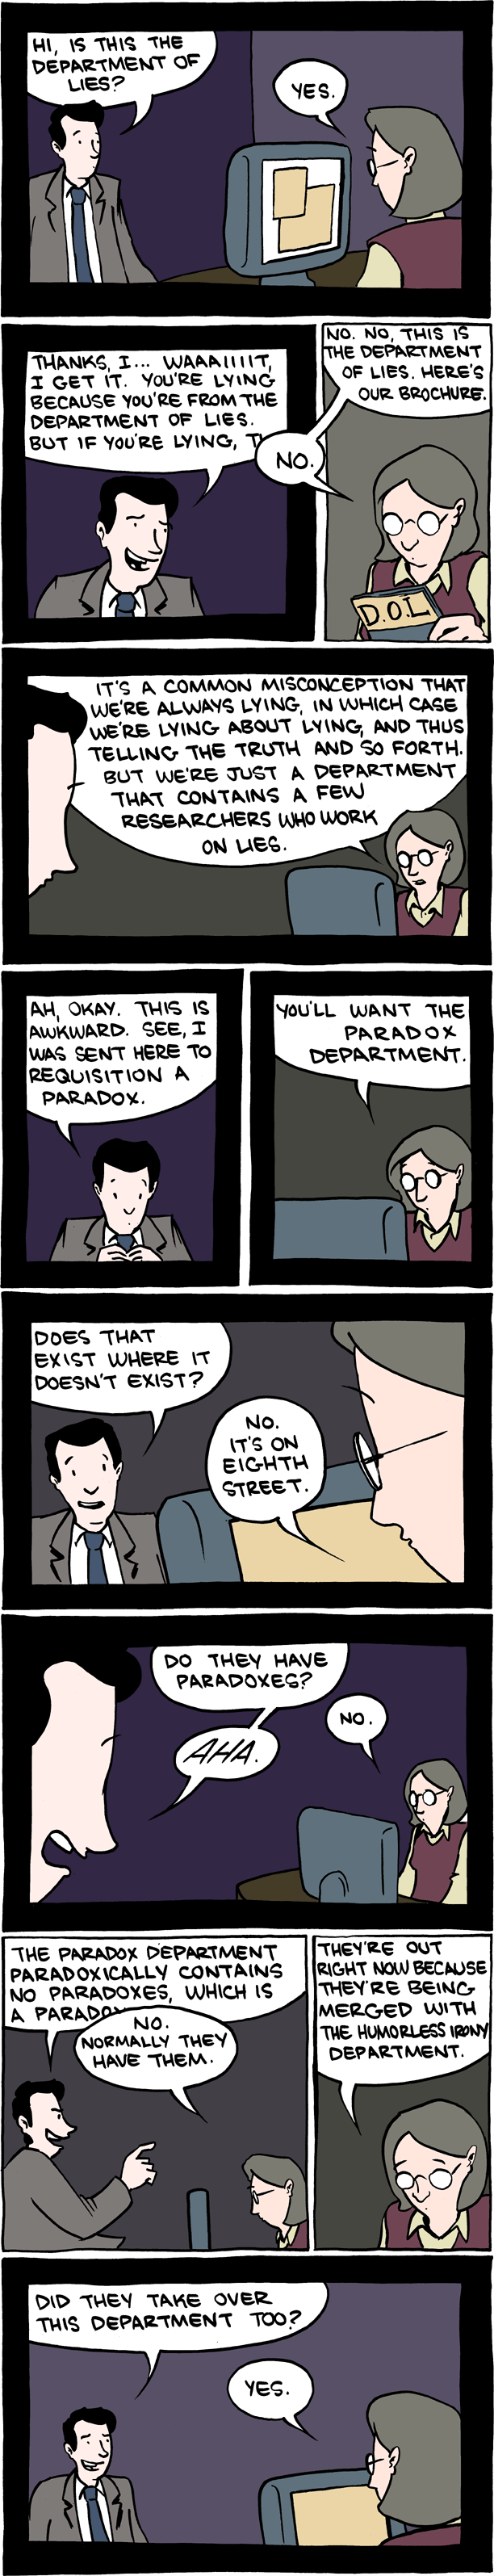 HI, IS THIS THE
DEPARTMENT OF
LIES?
YES.
THANKS, I... WAAAIIIIT,
I GET IT. YOU'RE LYING
BECAUSE YOU'RE FROM THE
DEPARTMENT OF LIES.
BUT IF YOU'RE LYING,
NO.
NO. NO, THIS IS
THE DEPARTMENT
OF LIES. HERE'S
OUR BROCHURE.
D.O.L
IT'S A COMMON MISCONCEPTION THAT
WE'RE ALWAYS LYING, IN WHICH CASE
WE'RE LYING ABOUT LYING, AND THUS
TELLING THE TRUTH AND SO FORTH.
BUT WE'RE JUST A DEPARTMENT
THAT CONTAINS A FEW
RESEARCHERS WHO WORK
ON LIES.
AH, OKAY. THIS IS
AWKWARD. SEE, I
WAS SENT HERE TO
REQUISITION A
PARADOX.
YOU'LL WANT THE
PARADOX
DEPARTMENT.
DOES THAT
EXIST WHERE IT
DOESN'T EXIST?
NO.
IT'S ON
EIGHTH
STREET.
DO THEY HAVE
PARADOXES?
NO.
AHA.
THE PARADOX DEPARTMENT
PARADOXICALLY CONTAINS
NO PARADOXES, WHICH IS
A PARADOX
NO.
NORMALLY THEY
HAVE THEM.
THEY'RE OUT
RIGHT NOW BECAUSE
THEY'RE BEING
MERGED WITH
THE HUMORLESS IRONY
DEPARTMENT.
DID THEY TAKE OVER
THIS DEPARTMENT TOO?
YES.